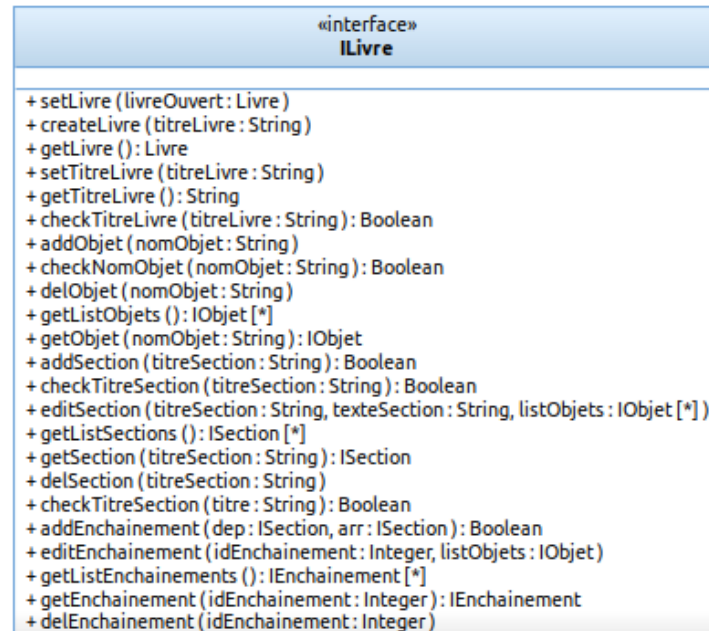 «interface»
ILivre
+ setLivre (livreOuvert : Livre)
+ createLivre (titreLivre : String)
+ getLivre () : Livre
+ setTitreLivre (titreLivre : String)
+ getTitreLivre () : String
+ checkTitreLivre (titreLivre : String) : Boolean
+ addObjet (nomObjet : String)
+ checkNomObjet (nomObjet : String) : Boolean
+ delObjet (nomObjet : String)
+ getListObjets () : IObjet [*]
+ getObjet (nomObjet : String) : IObjet
+ addSection (titreSection : String) : Boolean
+ checkTitreSection (titreSection : String) : Boolean
+ editSection (titreSection : String, texteSection : String, listObjets : IObjet [*] )
+ getListSections () : ISection [*]
+ getSection (titreSection : String) : ISection
+ delSection (titreSection : String)
+ checkTitreSection (titre : String) : Boolean
+ addEnchainement (dep : ISection, arr : ISection) : Boolean
+ editEnchainement (idEnchainement : Integer, listObjets : IObjet )
+ getListEnchainements () : IEnchainement [*]
+ getEnchainement (idEnchainement : Integer) : IEnchainement
+ delEnchainement (idEnchainement : Integer)